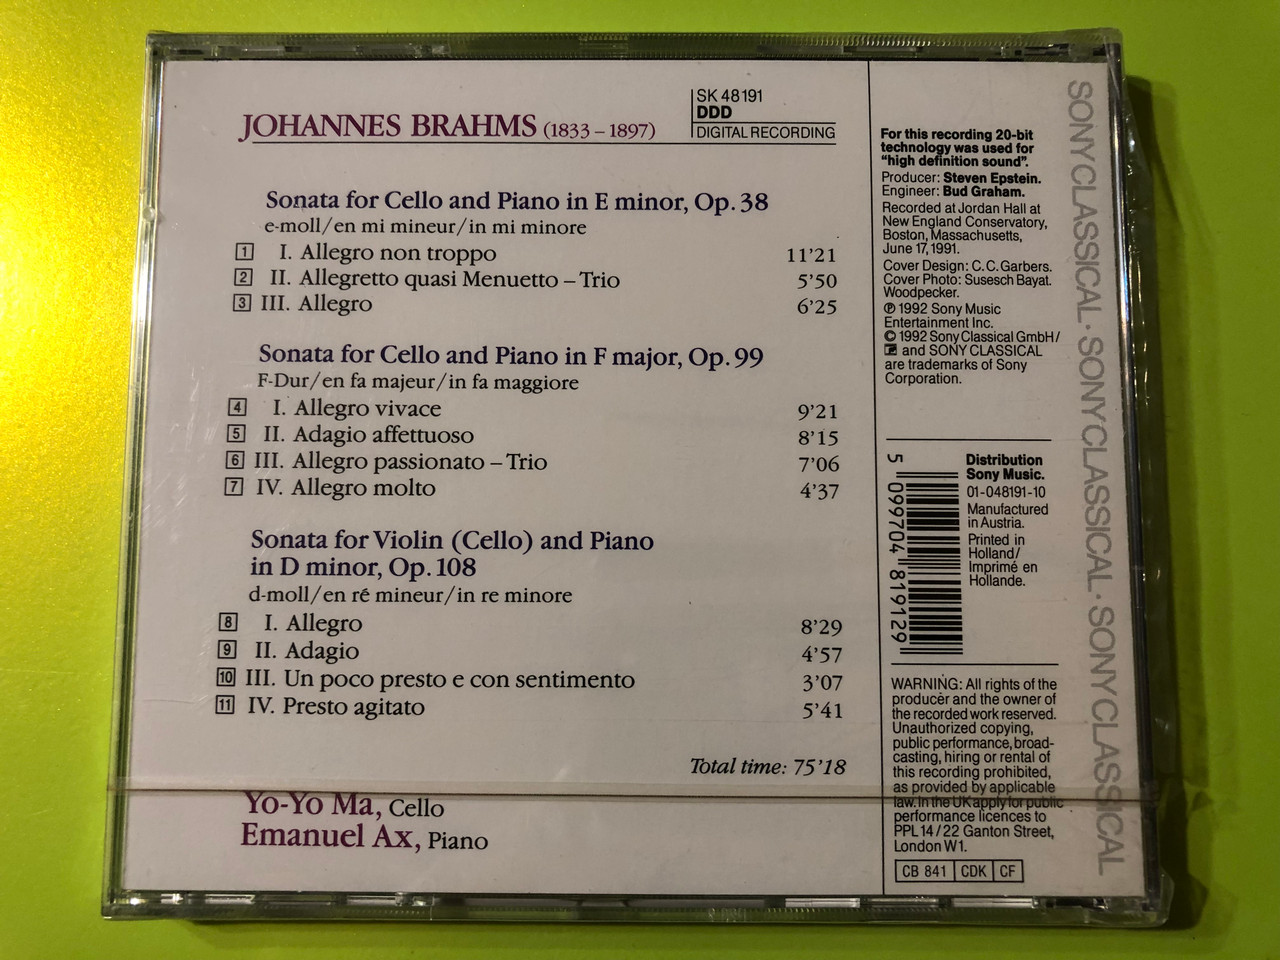 SK 48191
DDD
DIGITAL RECORDING
JOHANNES BRAHMS (1833 – 1897)
Sonata for Cello and Piano in E minor, Op. 38
e-moll/en mi mineur/in mi minore
1 I. Allegro non troppo 11'21
2 II. Allegretto quasi Menuetto – Trio 5'50
3 III. Allegro 6'25
Sonata for Cello and Piano in F major, Op. 99
F-Dur/en fa majeur/in fa maggiore
4 I. Allegro vivace 9'21
5 II. Adagio affettuoso 8'15
6 III. Allegro passionato – Trio 7'06
7 IV. Allegro molto 4'37
Sonata for Violin (Cello) and Piano
in D minor, Op. 108
d-moll/en ré mineur/in re minore
8 I. Allegro 8'29
9 II. Adagio 4'57
10 III. Un poco presto e con sentimento 3'07
11 IV. Presto agitato 5'41
Total time: 75'18
Yo-Yo Ma, Cello
Emanuel Ax, Piano
For this recording 20-bit
technology was used for
"high definition sound".
Producer: Steven Epstein.
Engineer: Bud Graham.
Recorded at Jordan Hall at
New England Conservatory,
Boston, Massachusetts,
June 17, 1991.
Cover Design: C. C. Garbers.
Cover Photo: Susesch Bayat.
Woodpecker.
℗ 1992 Sony Music
Entertainment Inc.
© 1992 Sony Classical GmbH/
and SONY CLASSICAL
are trademarks of Sony
Corporation.
5 099704 819129
Distribution
Sony Music.
01-048191-10
Manufactured
in Austria.
Printed in
Holland/
Imprimé en
Hollande.
WARNING: All rights of the
producer and the owner of
the recorded work reserved.
Unauthorized copying,
public performance, broad-
casting, hiring or rental of
this recording prohibited,
as provided by applicable
law. In the UK apply for public
performance licences to
PPL 14/22 Ganton Street,
London W1.
CB 841 CDK CF
SONY CLASSICAL · SONY CLASSICAL · SONY CLASSICAL